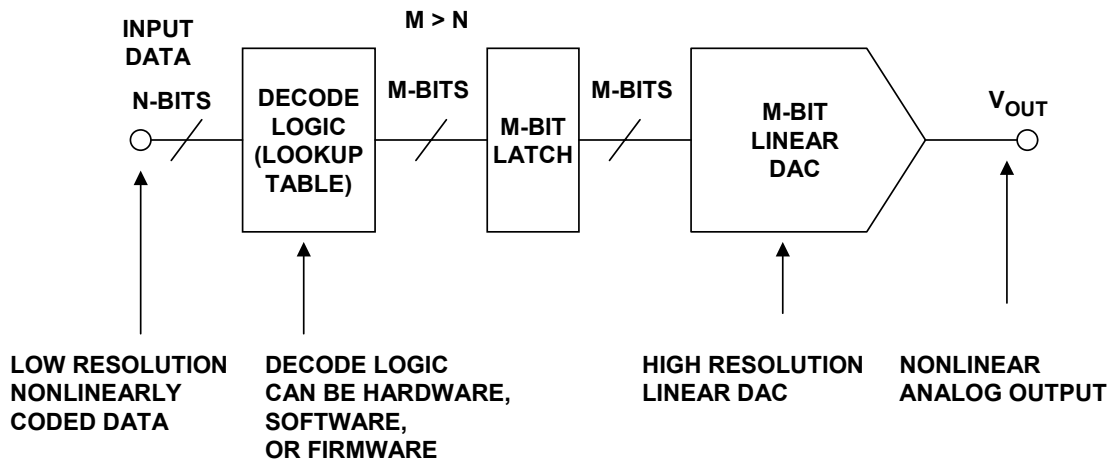 M > N
INPUT
DATA
N-BITS
DECODE
LOGIC
(LOOKUP
TABLE)
M-BITS
M-BIT
LATCH
M-BITS
M-BIT
LINEAR
DAC
VOUT
LOW RESOLUTION
NONLINEARLY
CODED DATA
DECODE LOGIC
CAN BE HARDWARE,
SOFTWARE,
OR FIRMWARE
HIGH RESOLUTION
LINEAR DAC
NONLINEAR
ANALOG OUTPUT